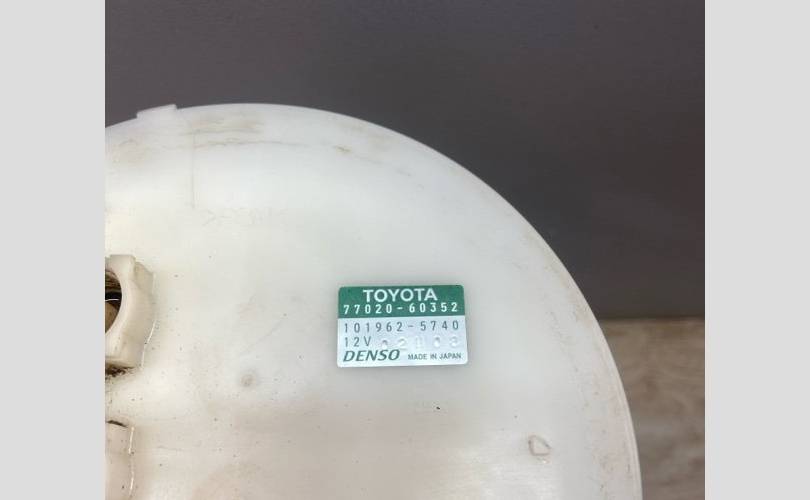 TOYOTA
77020-60352
101962-5740
12V
DENSO MADE IN JAPAN